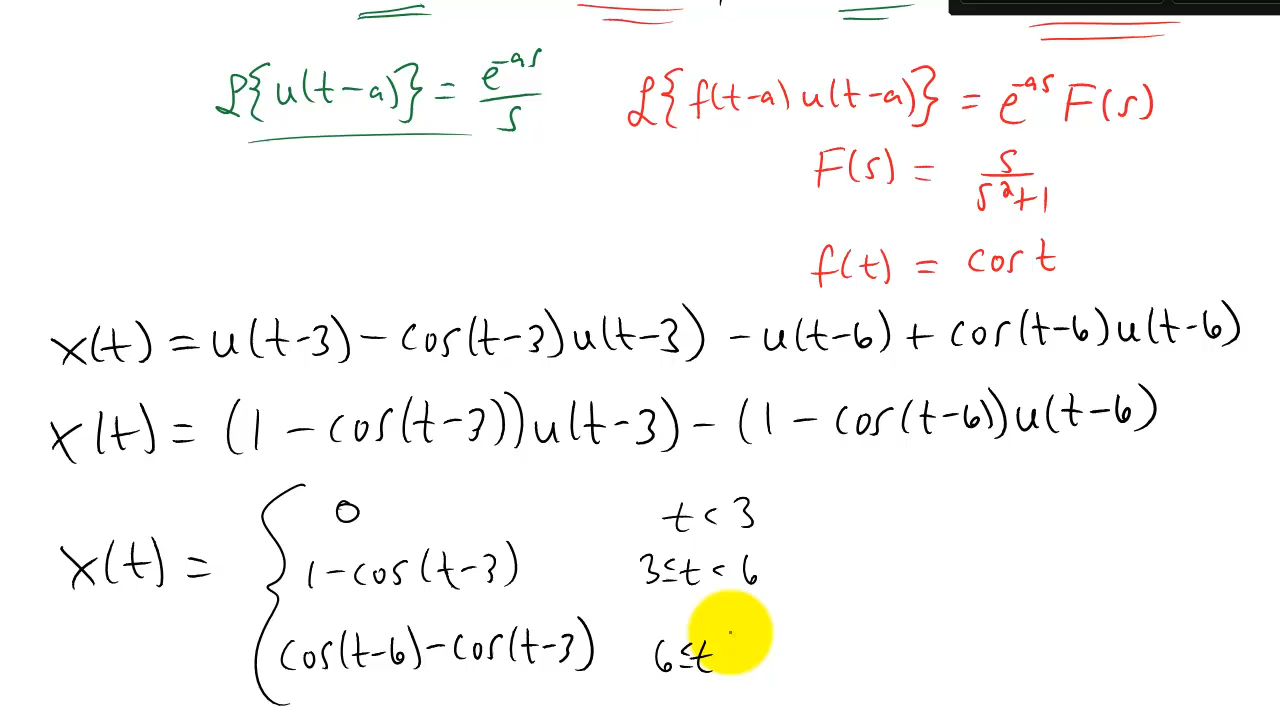 ℒ{u(t-a)} = e^-as/s
ℒ{f(t-a)u(t-a)} = e^-as F(s)
F(s) = s/s²+1
f(t) = cos t
x(t) = u(t-3) - cos(t-3)u(t-3) - u(t-6) + cos(t-6)u(t-6)
x(t) = (1 - cos(t-3))u(t-3) - (1 - cos(t-6))u(t-6)
x(t) = { 0 t < 3
1 - cos(t-3) 3 ≤ t < 6
cos(t-6) - cos(t-3) 6 ≤ t